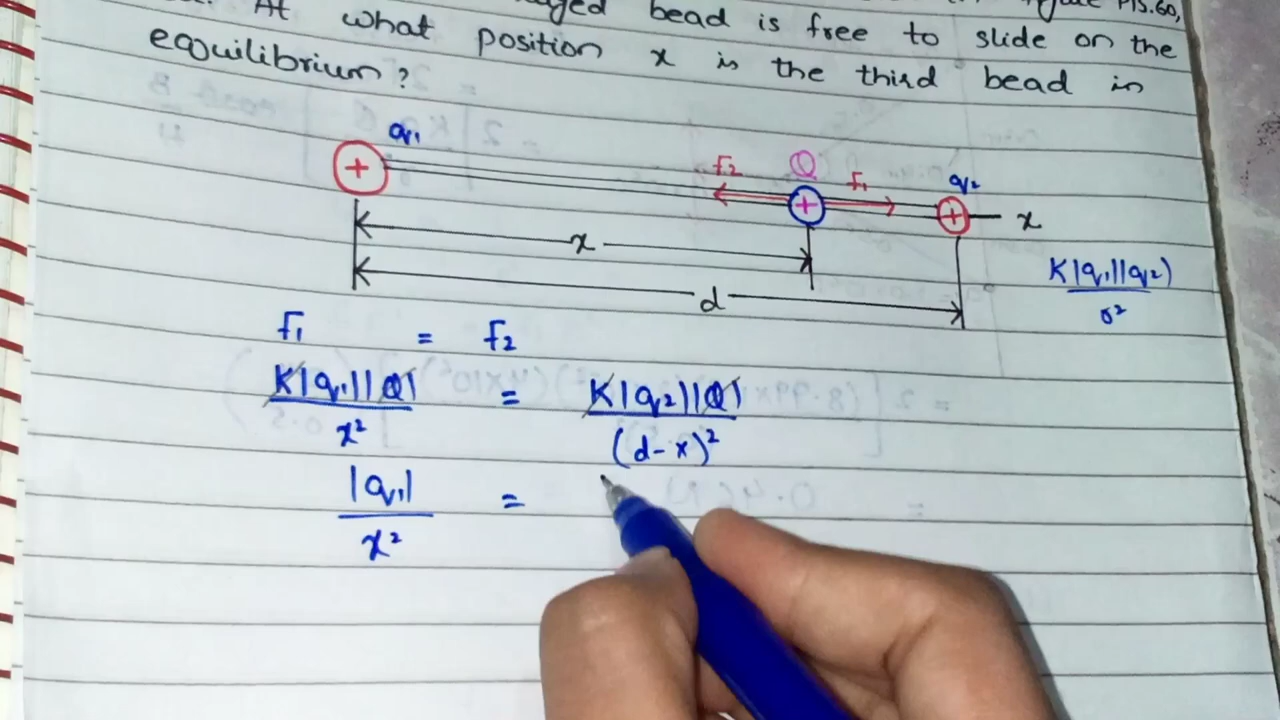 bead is free to slide on the
At what position x is the third bead in
equilibrium?
q1
f2 Q f1 q2
+ + + x
x
d
K|q1||q2|
r²
f1 = f2
K|q1||Q| = K|q2||Q|
x² (d-x)²
|q1| =
x²